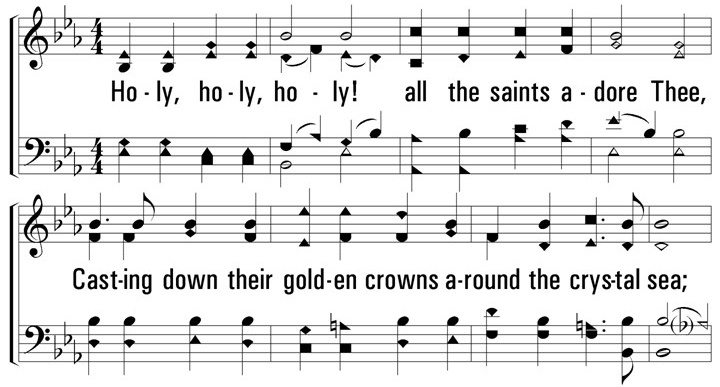 Ho - ly, ho - ly, ho - ly! all the saints a - dore Thee,
Cast-ing down their gold-en crowns a-round the crys-tal sea;